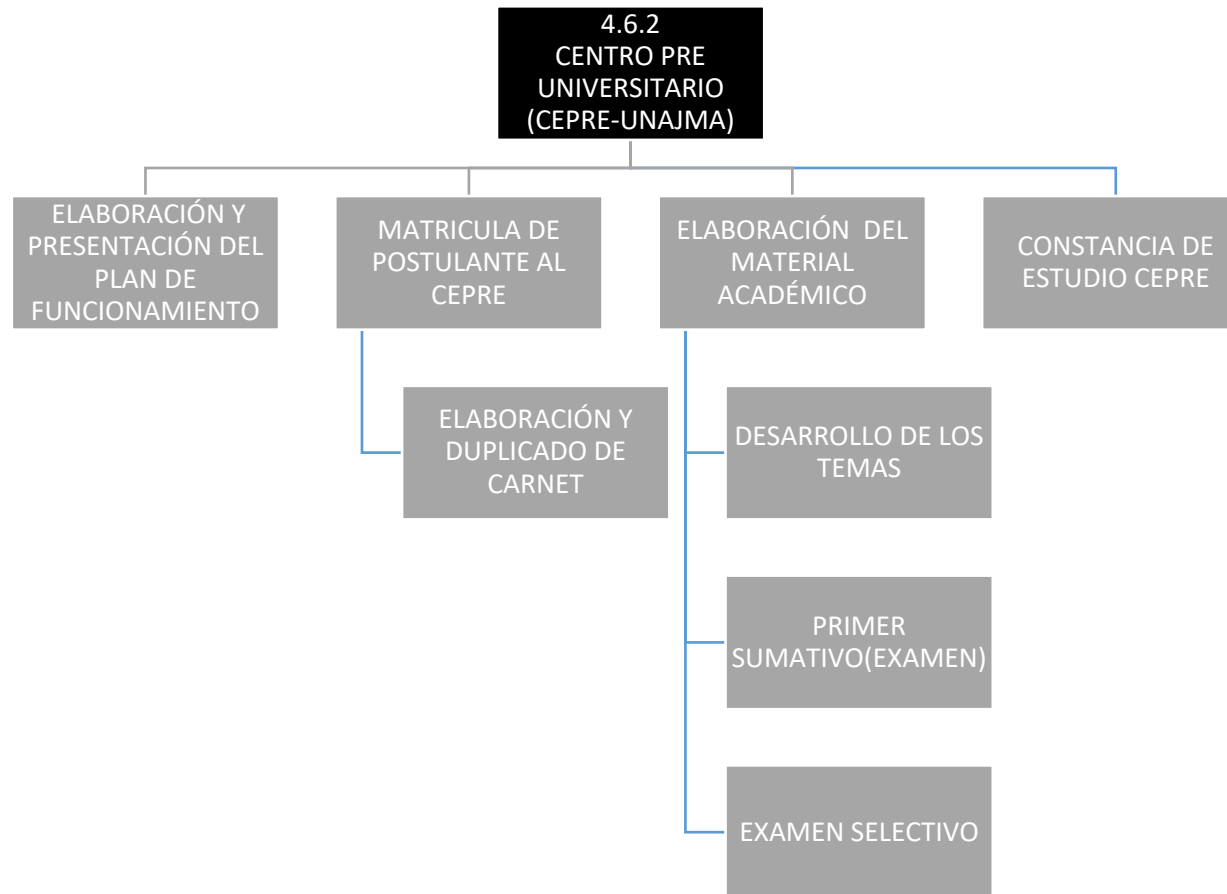 4.6.2
CENTRO PRE
UNIVERSITARIO
(CEPRE-UNAJMA)
ELABORACIÓN Y
PRESENTACIÓN DEL
PLAN DE
FUNCIONAMIENTO
MATRICULA DE
POSTULANTE AL
CEPRE
ELABORACIÓN DEL
MATERIAL
ACADÉMICO
CONSTANCIA DE
ESTUDIO CEPRE
ELABORACIÓN Y
DUPLICADO DE
CARNET
DESARROLLO DE LOS
TEMAS
PRIMER
SUMATIVO(EXAMEN)
EXAMEN SELECTIVO